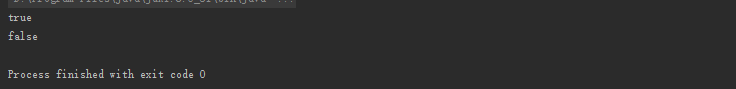 true
false
Process finished with exit code 0